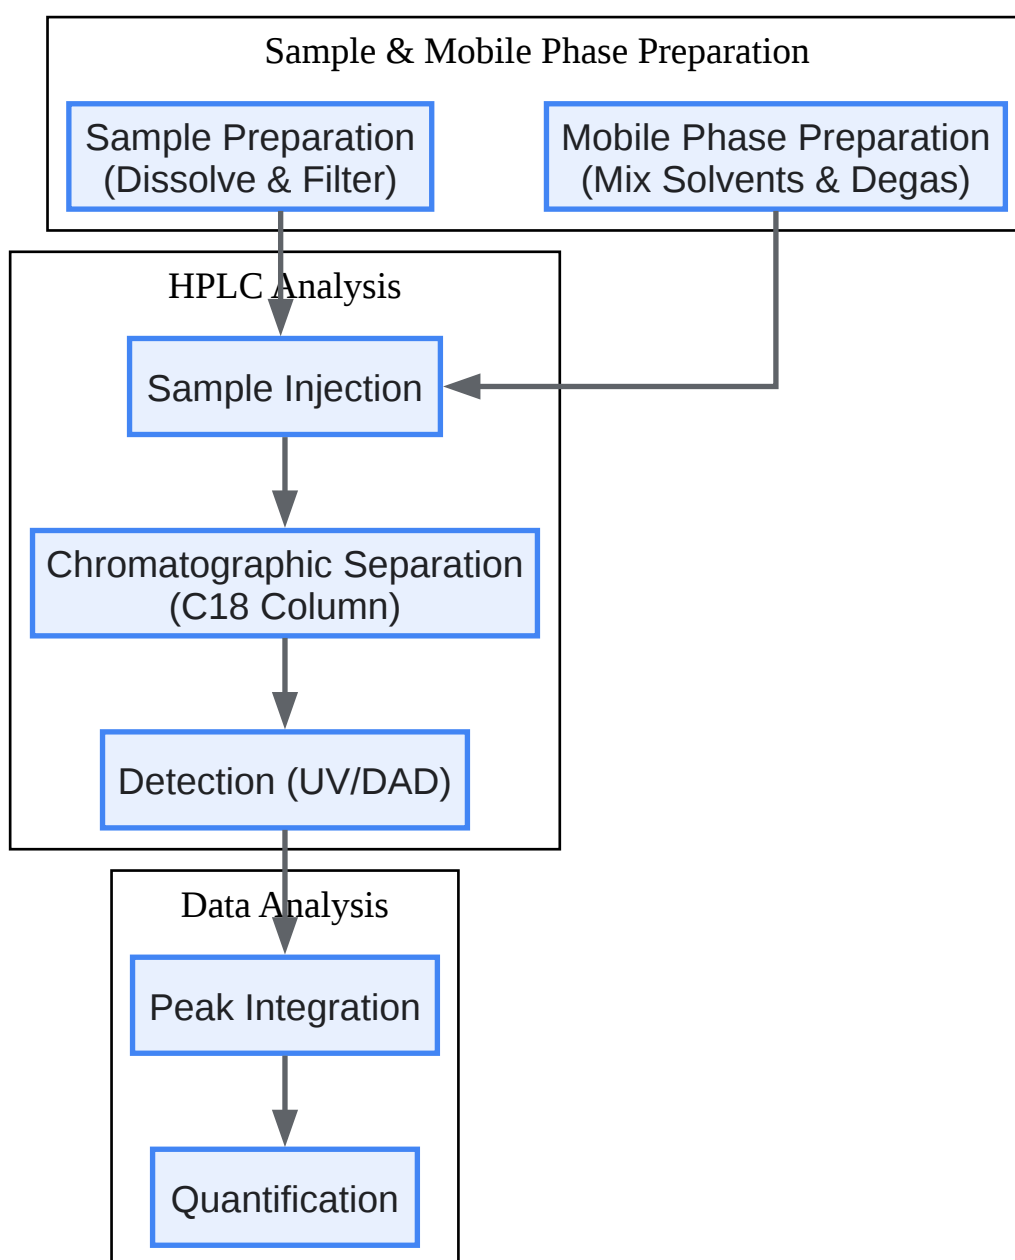 Sample & Mobile Phase Preparation
Sample Preparation
(Dissolve & Filter)
Mobile Phase Preparation
(Mix Solvents & Degas)
HPLC Analysis
Sample Injection
Chromatographic Separation
(C18 Column)
Detection (UV/DAD)
Data Analysis
Peak Integration
Quantification